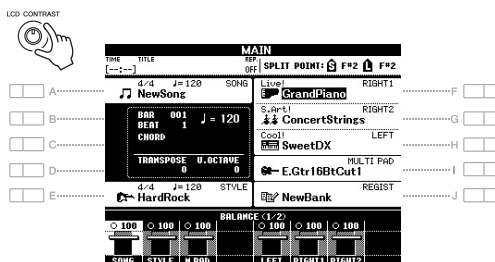 LCD CONTRAST
MAIN
TIME TITLE REP.
[--:--] OFF SPLIT POINT: S F#2 L F#2
4/4 ♩=120 SONG
NewSong
Live! RIGHT1
GrandPiano
A F
BAR 001
BEAT 1 ♩ = 120
CHORD
S.Art! RIGHT2
ConcertStrings
B G
Cool! LEFT
SweetDX
C H
TRANSPOSE U.OCTAVE
0 0
MULTI PAD
E.Gtr16BtCut1
D I
4/4 ♩=120 STYLE
HardRock
REGIST
NewBank
E J
BALANCE (1/2)
100 100 100 100 100 100
SONG STYLE M.PAD LEFT RIGHT1 RIGHT2